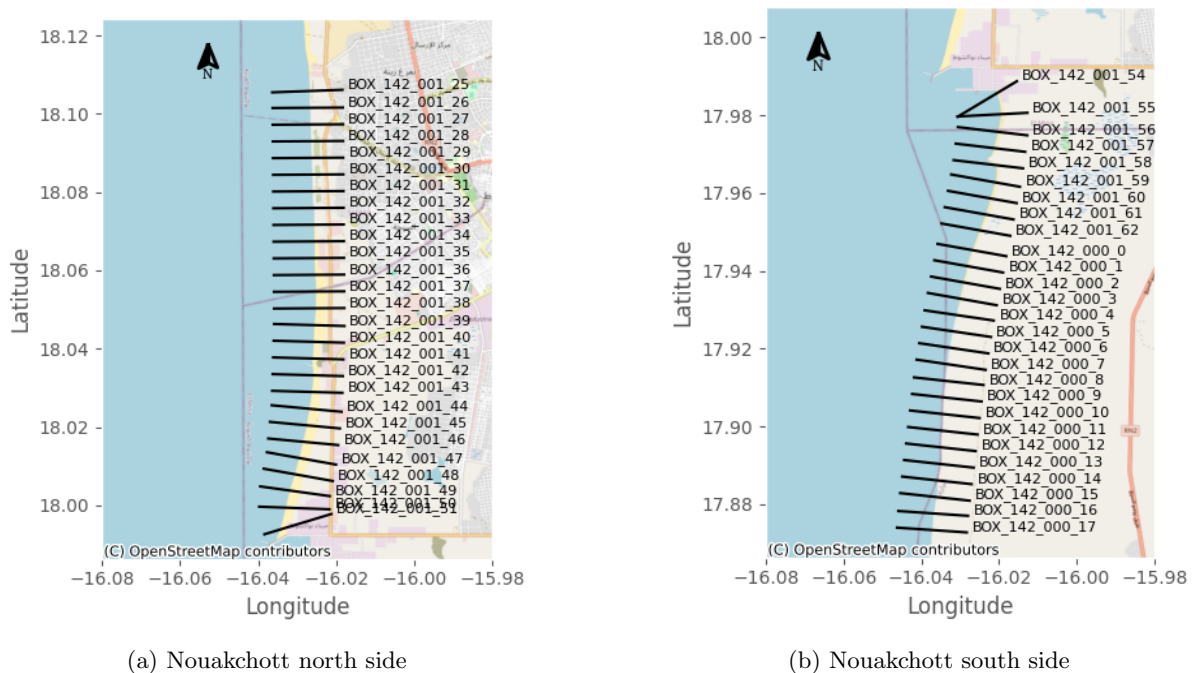 18.12
18.10
18.08
18.06
18.04
18.02
18.00
Latitude
N
BOX_142_001_25
BOX_142_001_26
BOX_142_001_27
BOX_142_001_28
BOX_142_001_29
BOX_142_001_30
BOX_142_001_31
BOX_142_001_32
BOX_142_001_33
BOX_142_001_34
BOX_142_001_35
BOX_142_001_36
BOX_142_001_37
BOX_142_001_38
BOX_142_001_39
BOX_142_001_40
BOX_142_001_41
BOX_142_001_42
BOX_142_001_43
BOX_142_001_44
BOX_142_001_45
BOX_142_001_46
BOX_142_001_47
BOX_142_001_48
BOX_142_001_49
BOX_142_001_50
BOX_142_001_51
(C) OpenStreetMap contributors
−16.08 −16.06 −16.04 −16.02 −16.00 −15.98
Longitude
(a) Nouakchott north side
18.00
17.98
17.96
17.94
17.92
17.90
17.88
Latitude
N
BOX_142_001_54
BOX_142_001_55
BOX_142_001_56
BOX_142_001_57
BOX_142_001_58
BOX_142_001_59
BOX_142_001_60
BOX_142_001_61
BOX_142_001_62
BOX_142_000_0
BOX_142_000_1
BOX_142_000_2
BOX_142_000_3
BOX_142_000_4
BOX_142_000_5
BOX_142_000_6
BOX_142_000_7
BOX_142_000_8
BOX_142_000_9
BOX_142_000_10
BOX_142_000_11
BOX_142_000_12
BOX_142_000_13
BOX_142_000_14
BOX_142_000_15
BOX_142_000_16
BOX_142_000_17
RN2
(C) OpenStreetMap contributors
−16.08 −16.06 −16.04 −16.02 −16.00 −15.98
Longitude
(b) Nouakchott south side